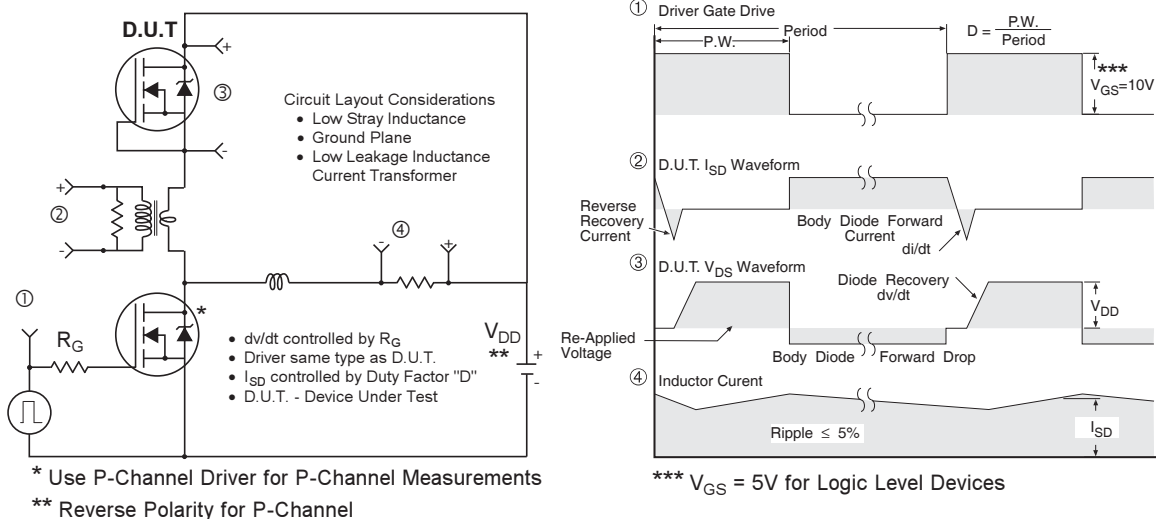 D.U.T
+
③
-
Circuit Layout Considerations
• Low Stray Inductance
• Ground Plane
• Low Leakage Inductance
Current Transformer
+
②
-
④
- +
①
R_G
*
• dv/dt controlled by R_G
• Driver same type as D.U.T.
• I_SD controlled by Duty Factor "D"
• D.U.T. - Device Under Test
V_DD
**
+
-
* Use P-Channel Driver for P-Channel Measurements
** Reverse Polarity for P-Channel
① Driver Gate Drive
Period
P.W.
D = P.W.
Period
***
V_GS=10V
② D.U.T. I_SD Waveform
Reverse
Recovery
Current
Body Diode Forward
Current
di/dt
③ D.U.T. V_DS Waveform
Diode Recovery
dv/dt
V_DD
Re-Applied
Voltage
Body Diode Forward Drop
④ Inductor Curent
Ripple ≤ 5%
I_SD
*** V_GS = 5V for Logic Level Devices